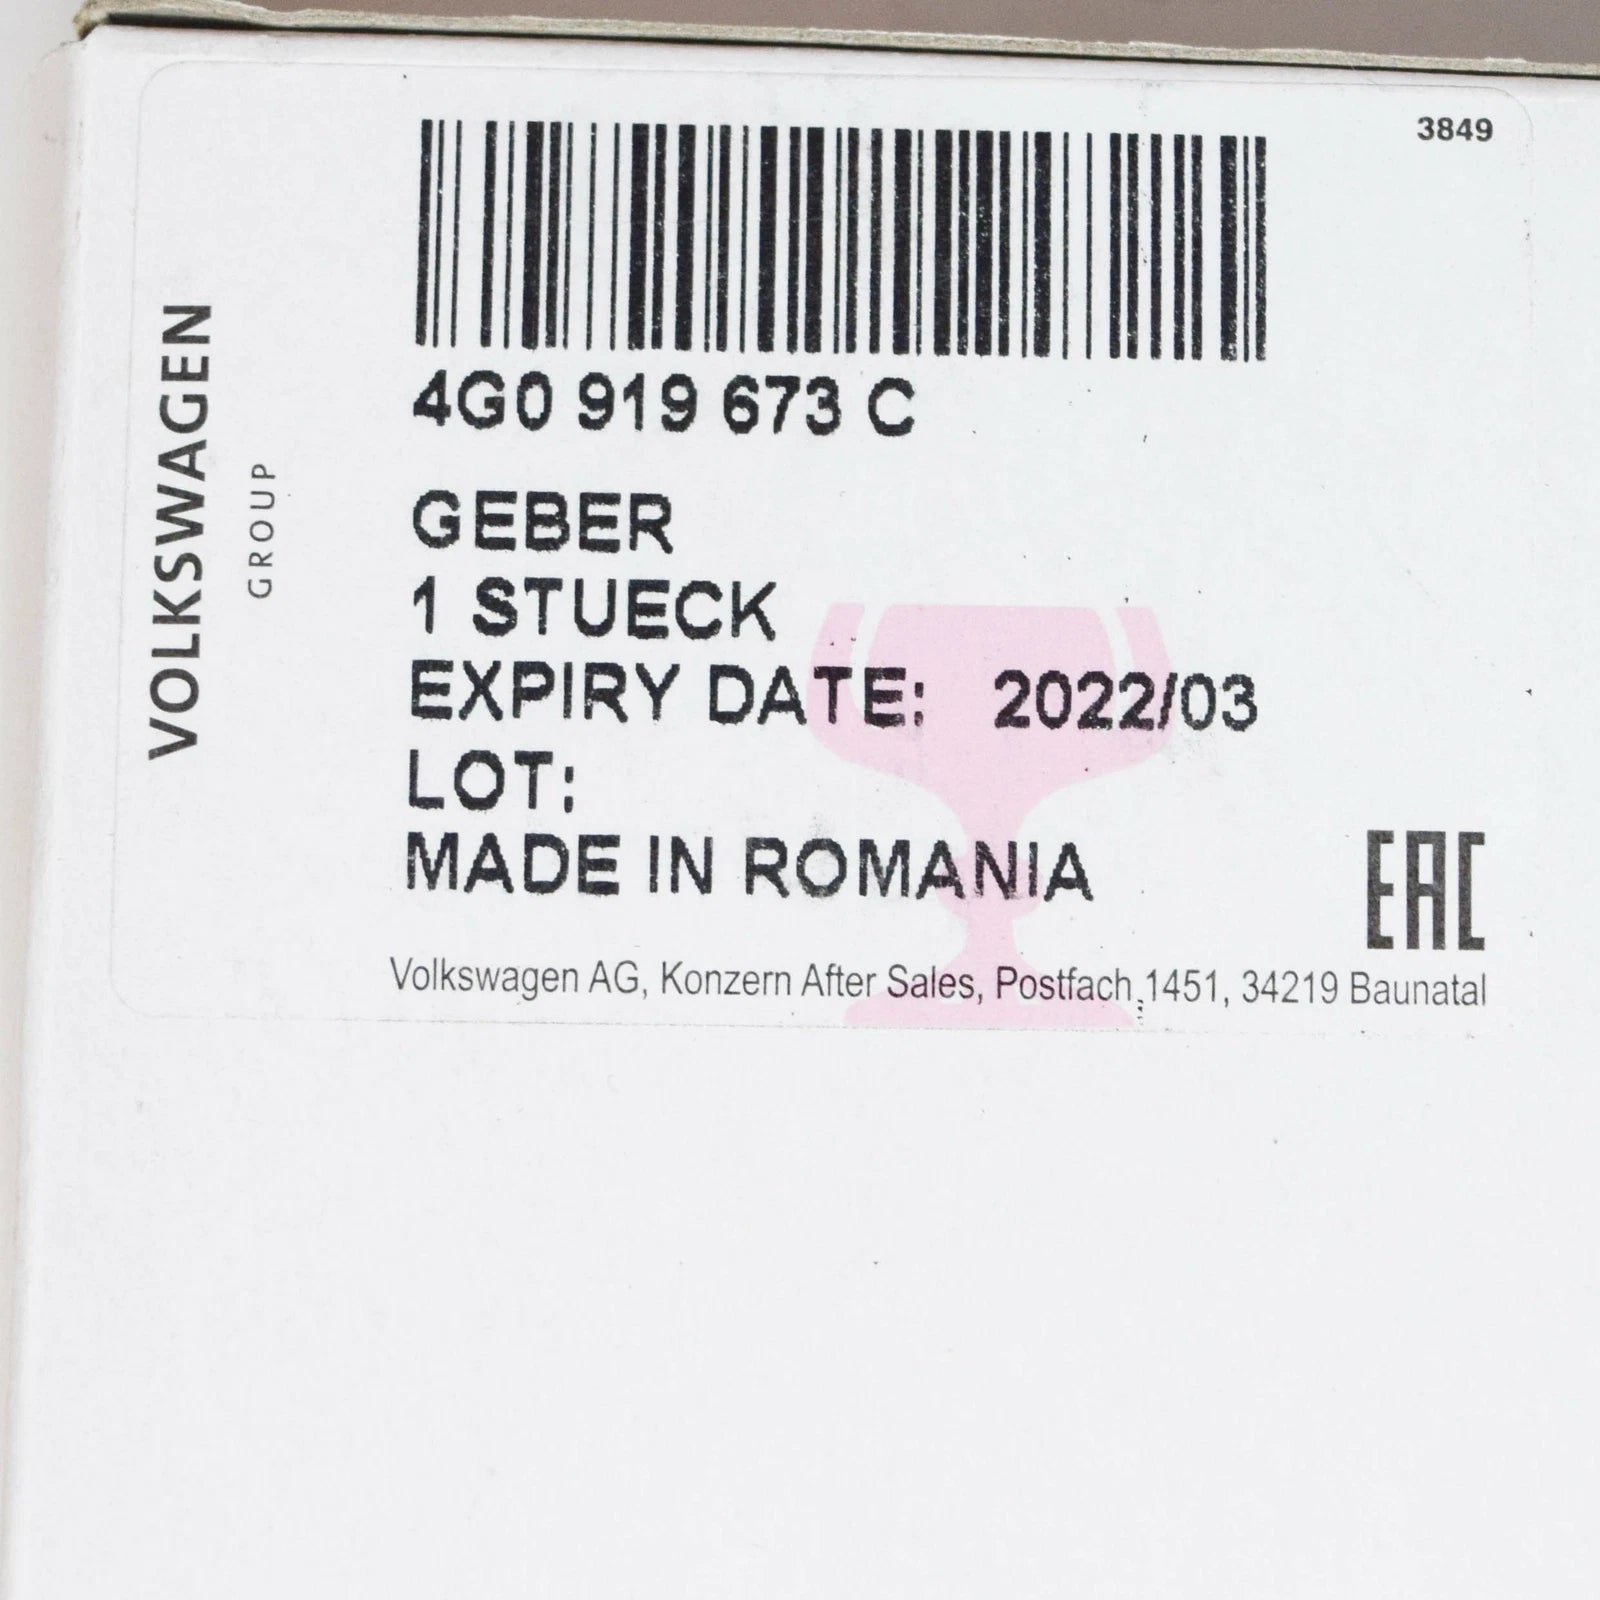 3849
4G0 919 673 C
GEBER
1 STUECK
EXPIRY DATE: 2022/03
LOT:
MADE IN ROMANIA
EAC
Volkswagen AG, Konzern After Sales, Postfach 1451, 34219 Baunatal
VOLKSWAGEN
GROUP